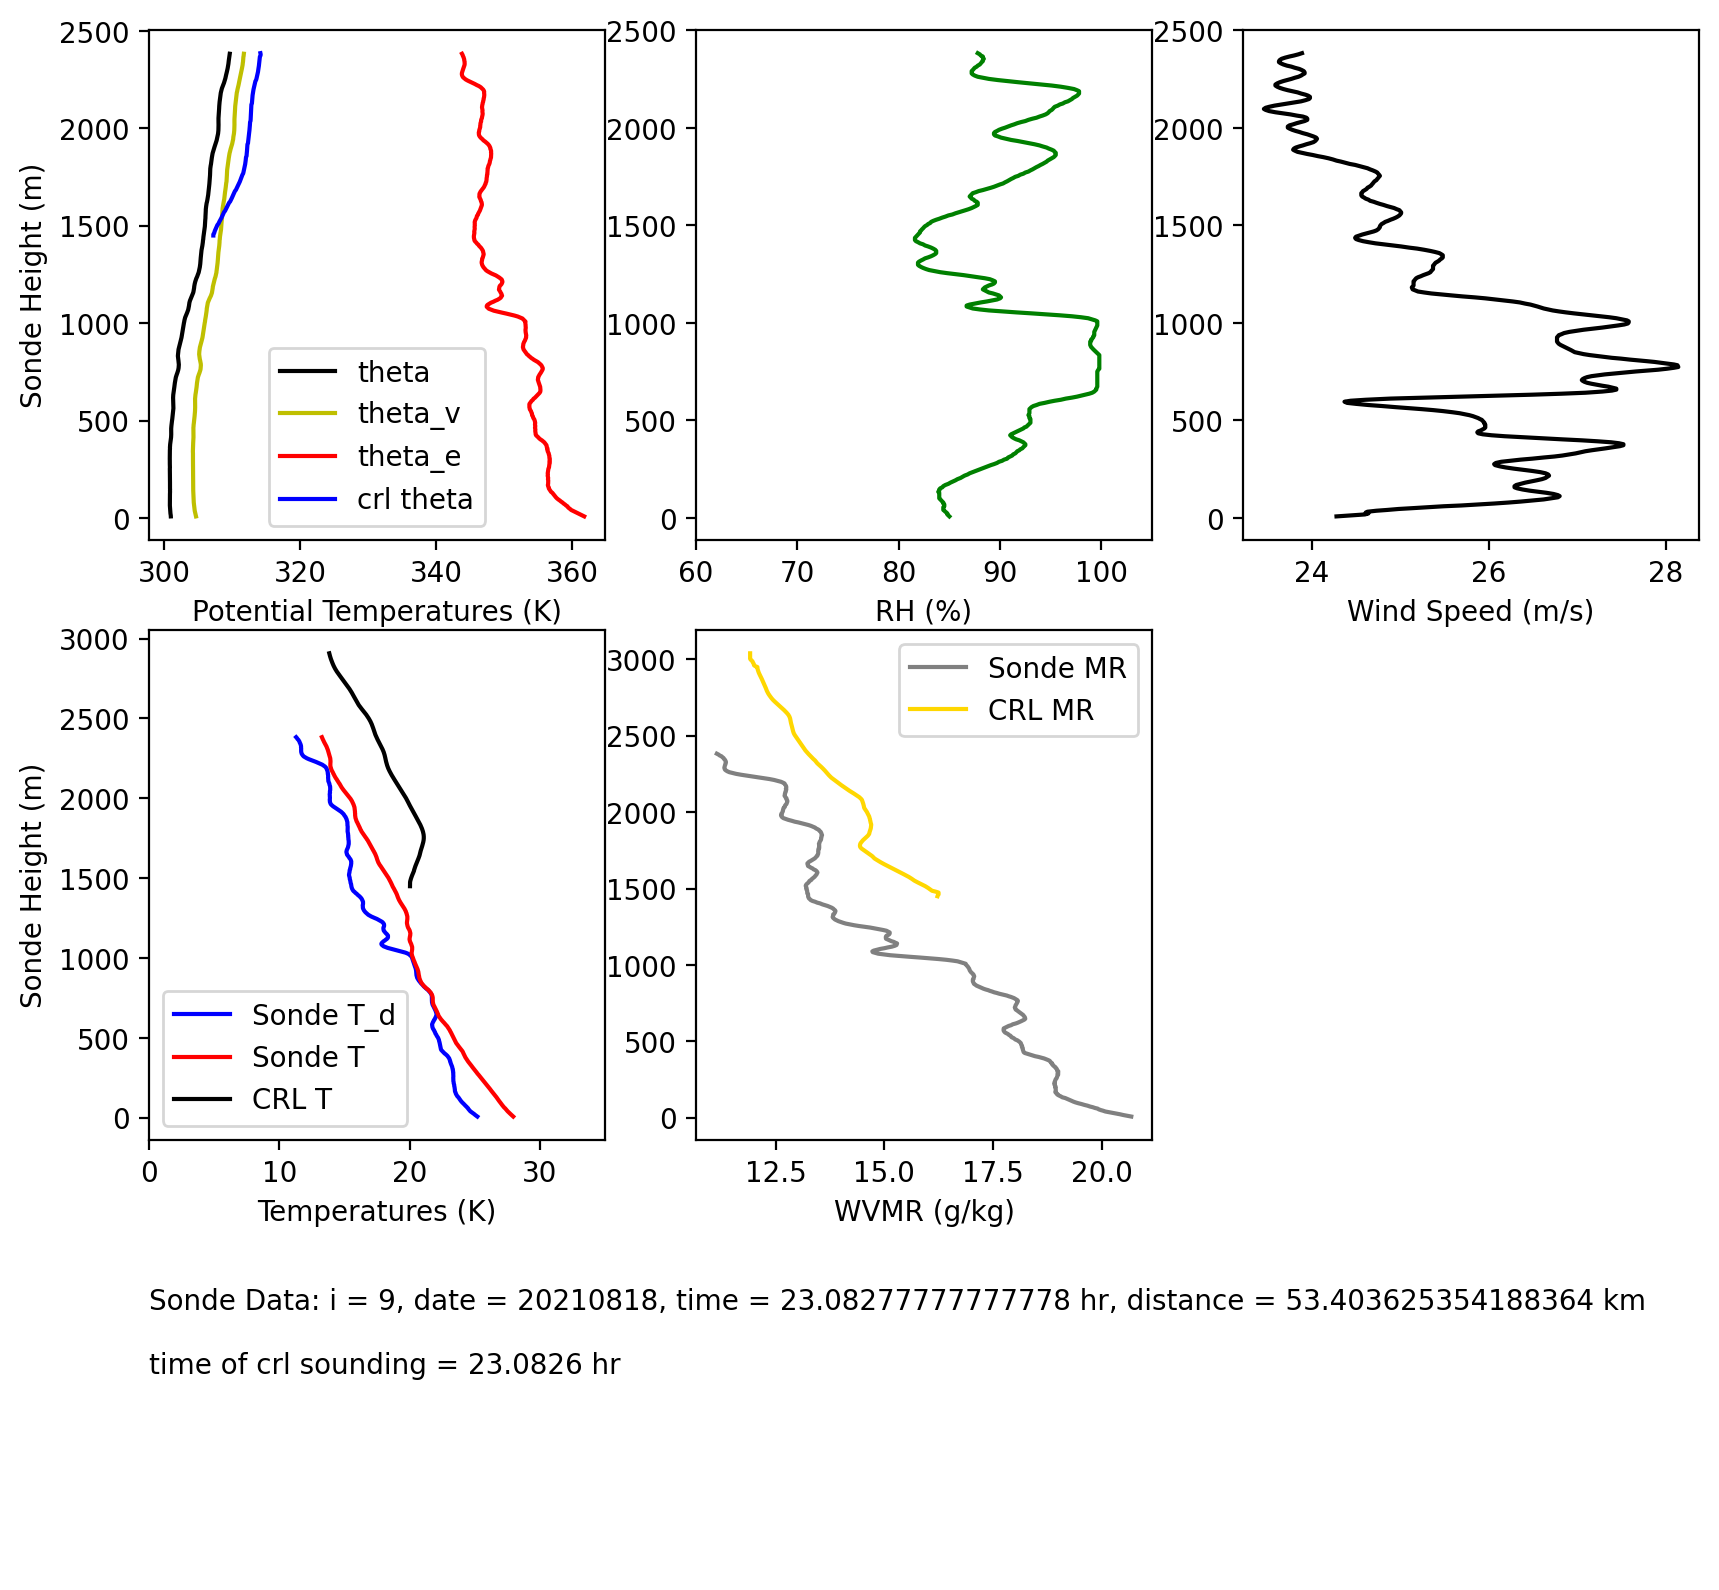 2500
2000
1500
1000
500
0
Sonde Height (m)
theta
theta_v
theta_e
crl theta
300 320 340 360
Potential Temperatures (K)
2500
2000
1500
1000
500
0
60 70 80 90 100
RH (%)
2500
2000
1500
1000
500
0
24 26 28
Wind Speed (m/s)
3000
2500
2000
1500
1000
500
0
Sonde Height (m)
Sonde T_d
Sonde T
CRL T
0 10 20 30
Temperatures (K)
3000
2500
2000
1500
1000
500
0
Sonde MR
CRL MR
12.5 15.0 17.5 20.0
WVMR (g/kg)
Sonde Data: i = 9, date = 20210818, time = 23.08277777777778 hr, distance = 53.403625354188364 km
time of crl sounding = 23.0826 hr